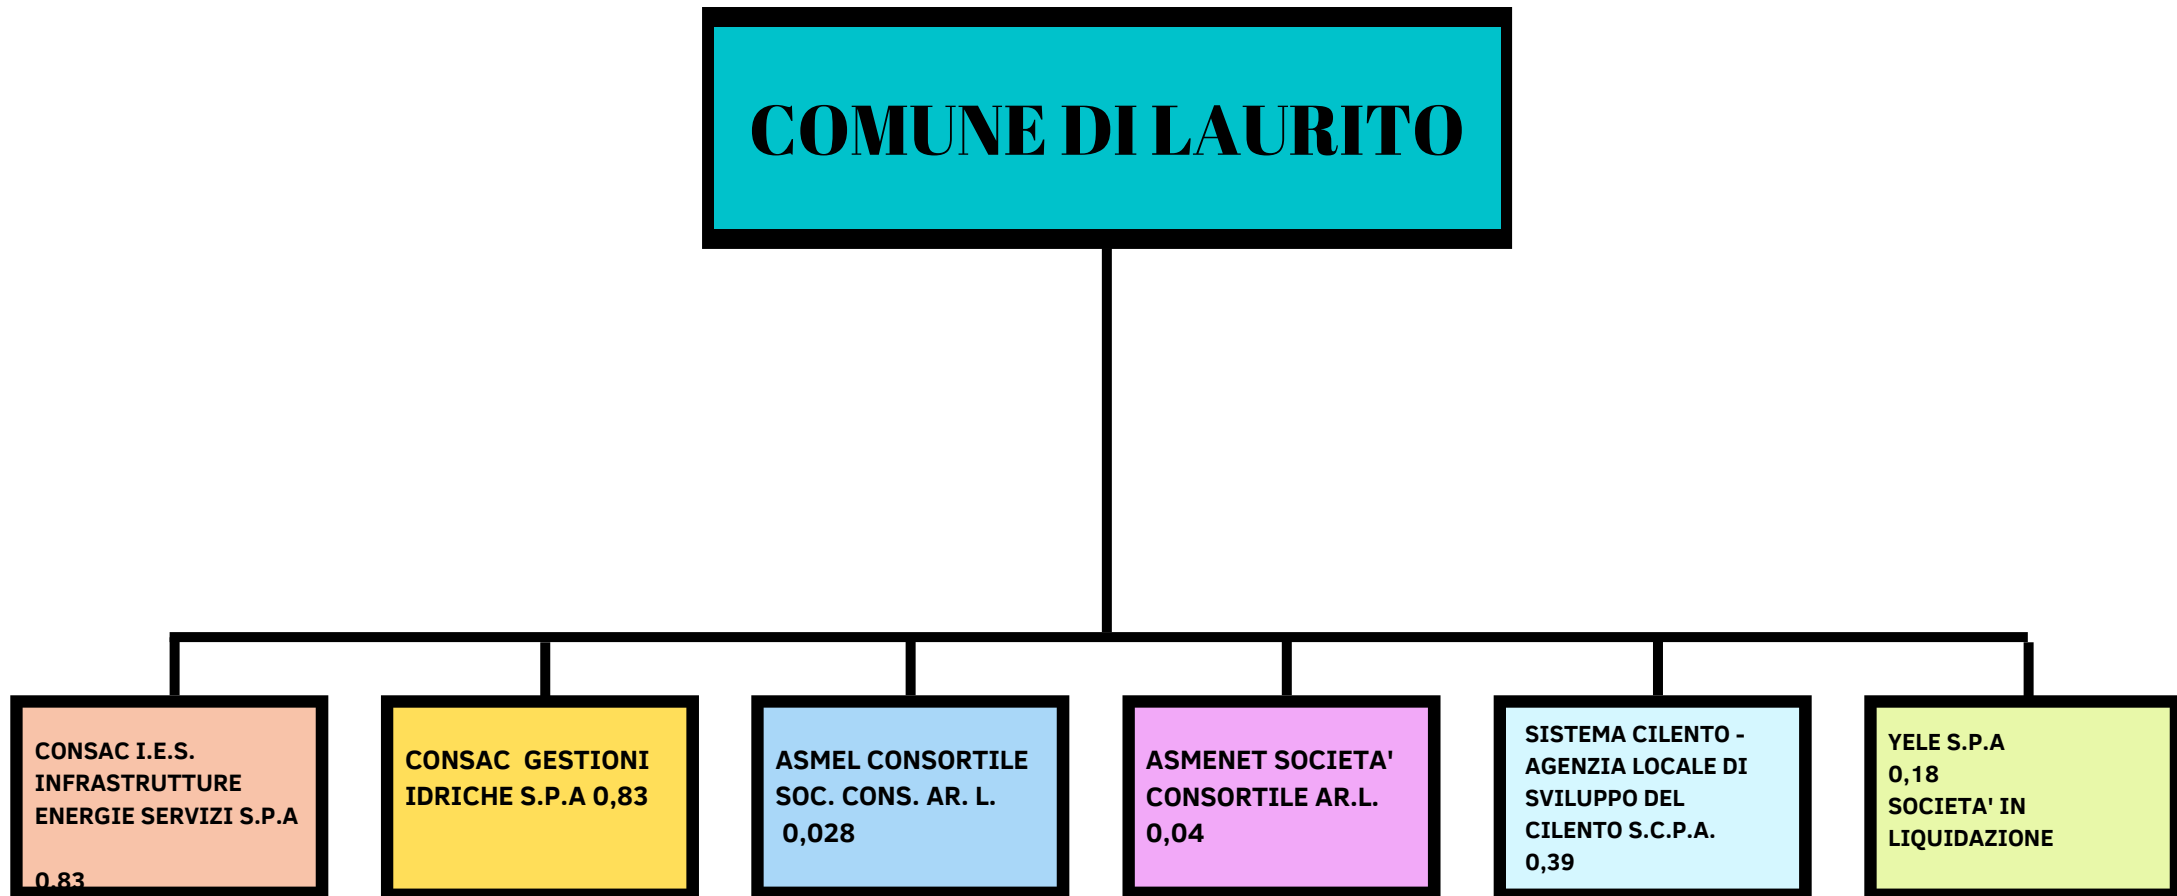 COMUNE DI LAURITO
CONSAC I.E.S.
INFRASTRUTTURE
ENERGIE SERVIZI S.P.A
0,83
CONSAC  GESTIONI
IDRICHE S.P.A 0,83
ASMEL CONSORTILE
SOC. CONS. AR. L.
0,028
ASMENET SOCIETA'
CONSORTILE AR.L.
0,04
SISTEMA CILENTO -
AGENZIA LOCALE DI
SVILUPPO DEL
CILENTO S.C.P.A.
0,39
YELE S.P.A
0,18
SOCIETA' IN
LIQUIDAZIONE